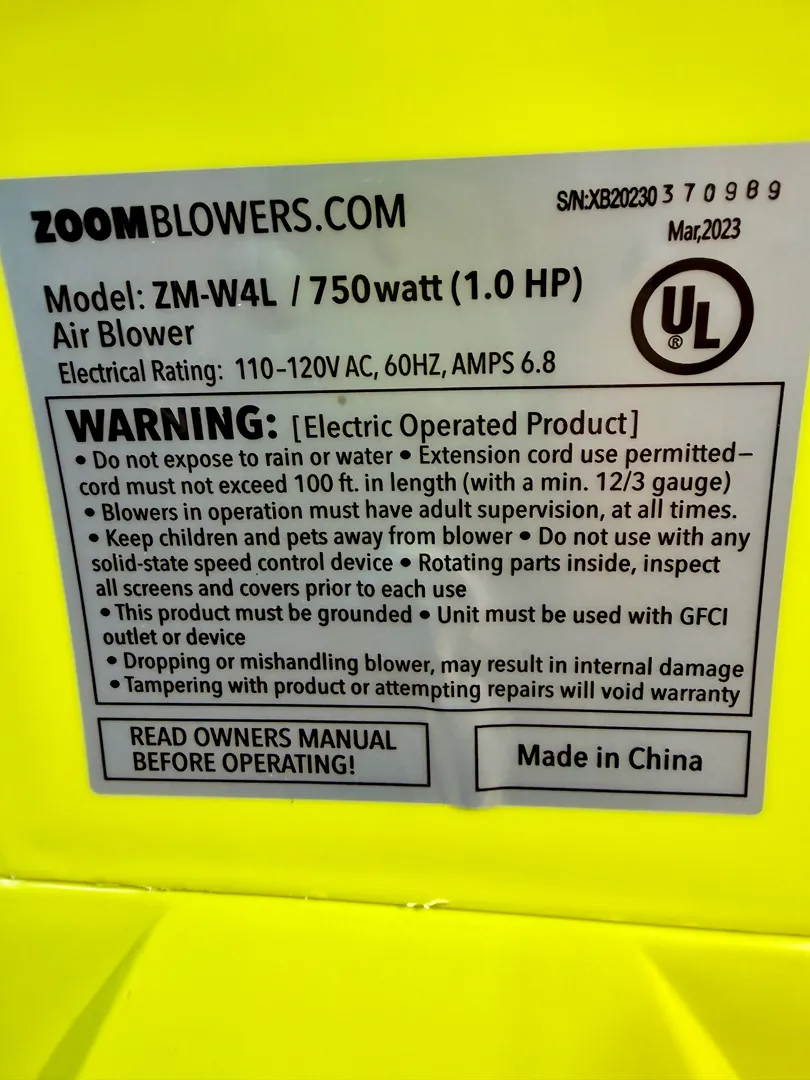 ZOOMBLOWERS.COM
S/N:XB20230 370989
Mar,2023
Model: ZM-W4L / 750watt (1.0 HP)
Air Blower
Electrical Rating: 110-120V AC, 60HZ, AMPS 6.8
UL
®
WARNING: [Electric Operated Product]
• Do not expose to rain or water • Extension cord use permitted–
cord must not exceed 100 ft. in length (with a min. 12/3 gauge)
• Blowers in operation must have adult supervision, at all times.
• Keep children and pets away from blower • Do not use with any
solid-state speed control device • Rotating parts inside, inspect
all screens and covers prior to each use
• This product must be grounded • Unit must be used with GFCI
outlet or device
• Dropping or mishandling blower, may result in internal damage
• Tampering with product or attempting repairs will void warranty
READ OWNERS MANUAL
BEFORE OPERATING!
Made in China